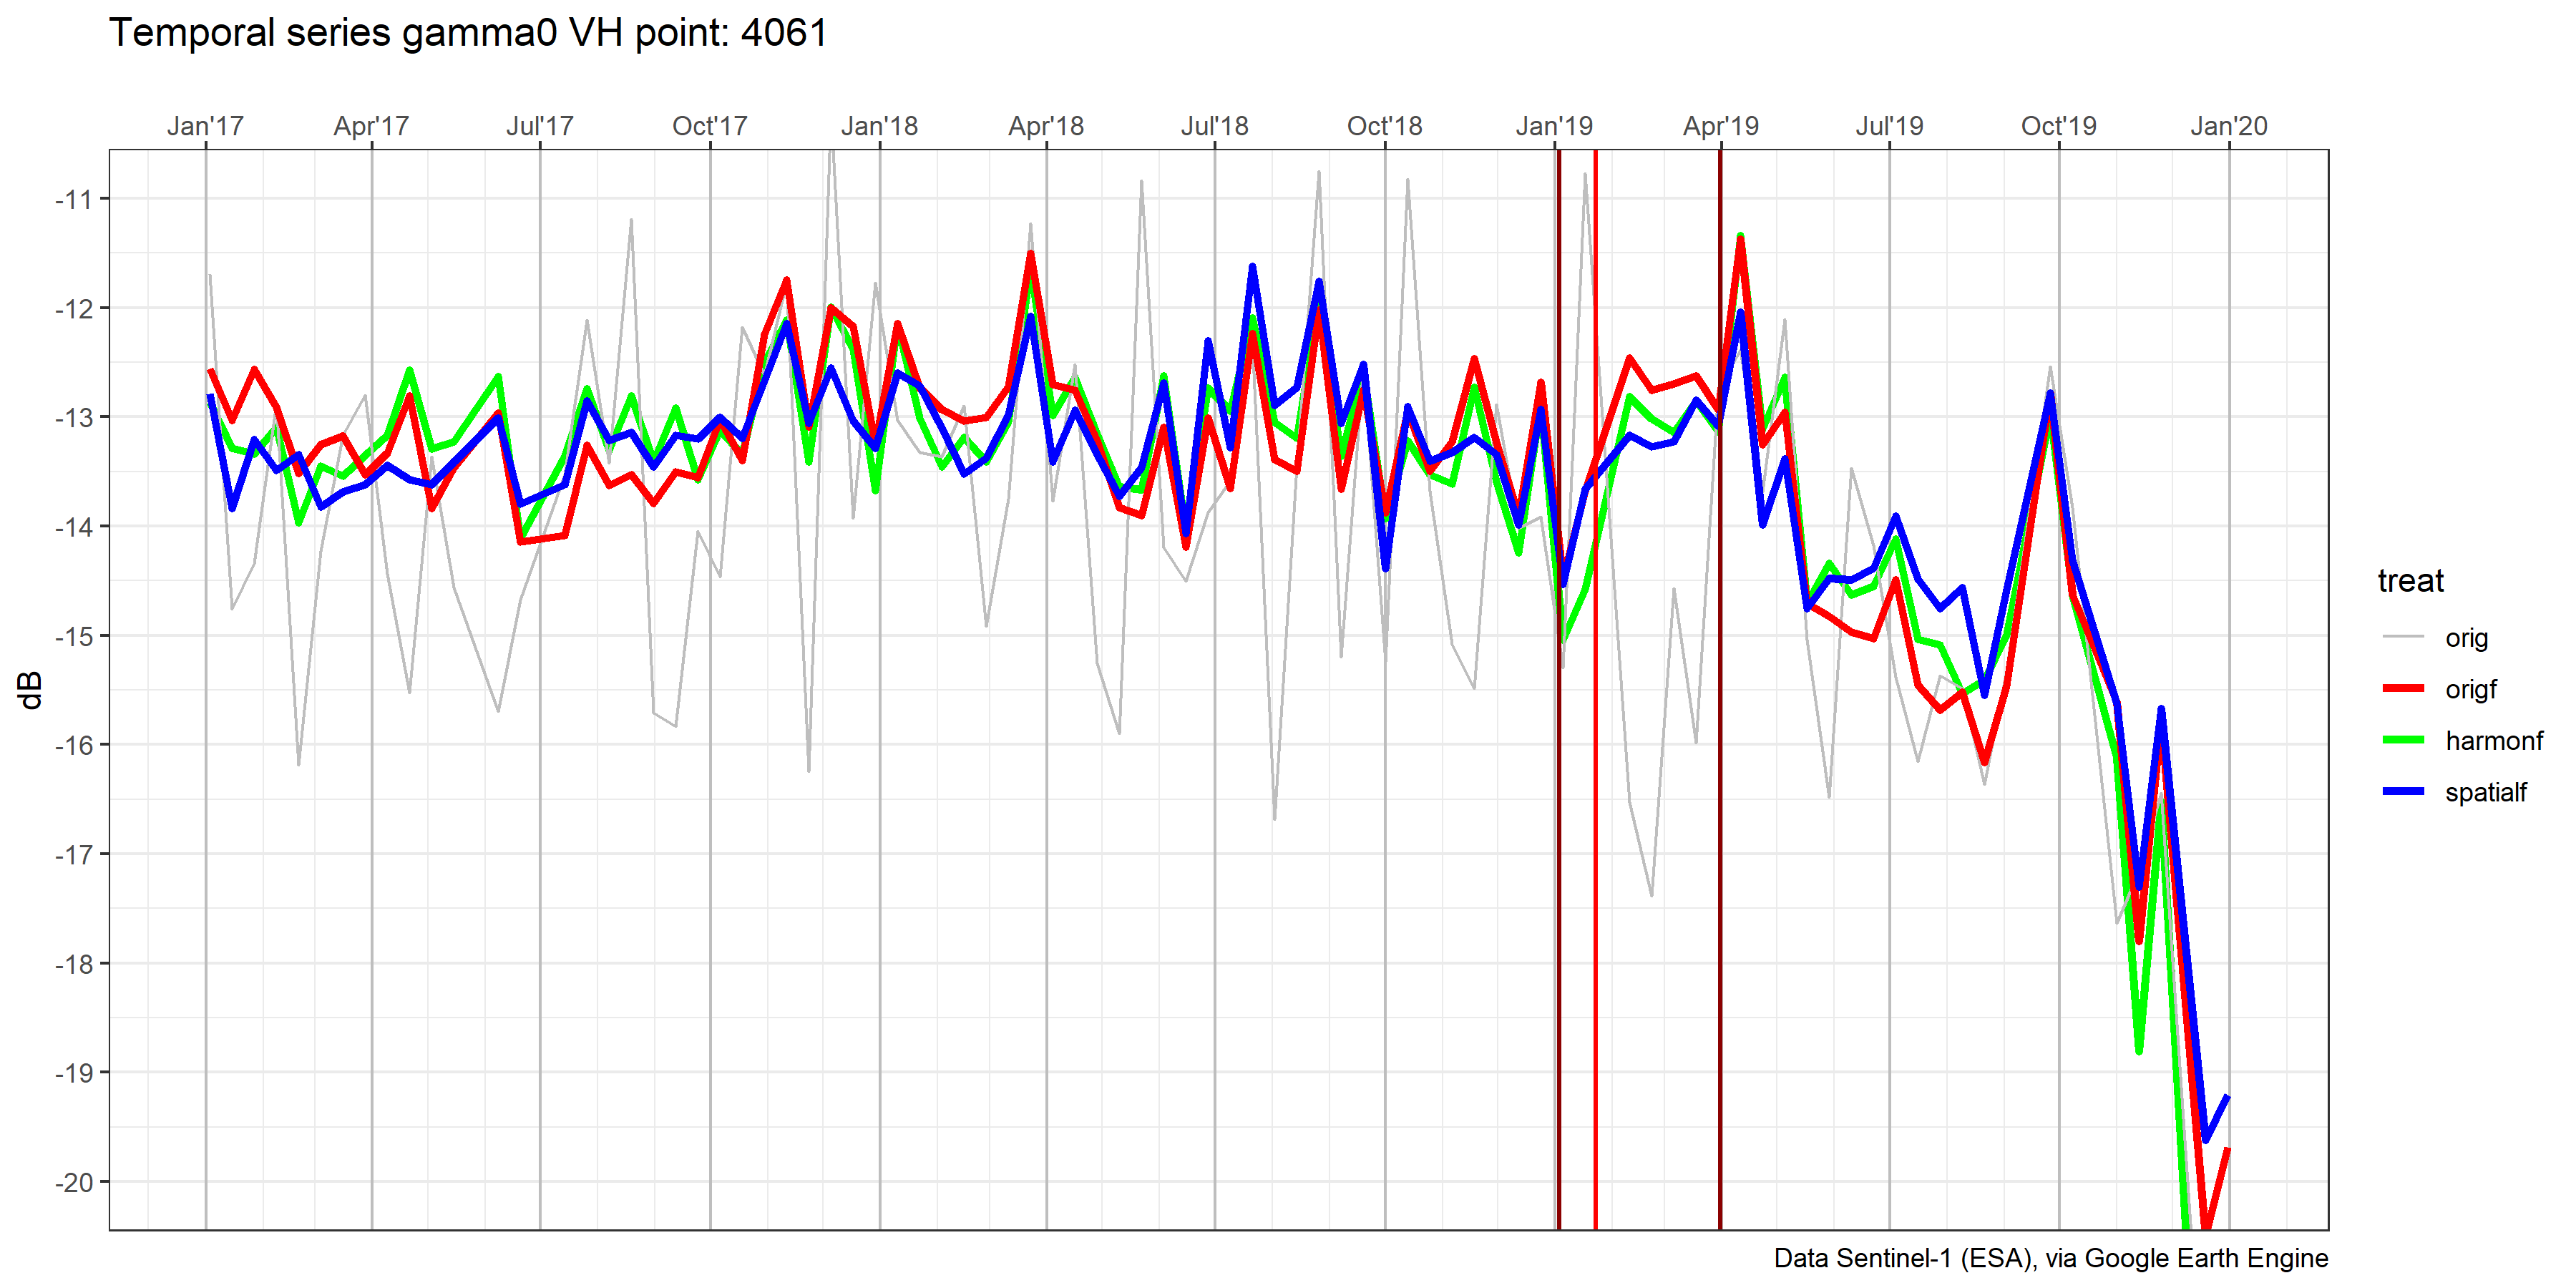 Temporal series gamma0 VH point: 4061
Jan'17 Apr'17 Jul'17 Oct'17 Jan'18 Apr'18 Jul'18 Oct'18 Jan'19 Apr'19 Jul'19 Oct'19 Jan'20
-11
-12
-13
-14
-15
-16
-17
-18
-19
-20
dB
treat
orig
origf
harmonf
spatialf
Data Sentinel-1 (ESA), via Google Earth Engine